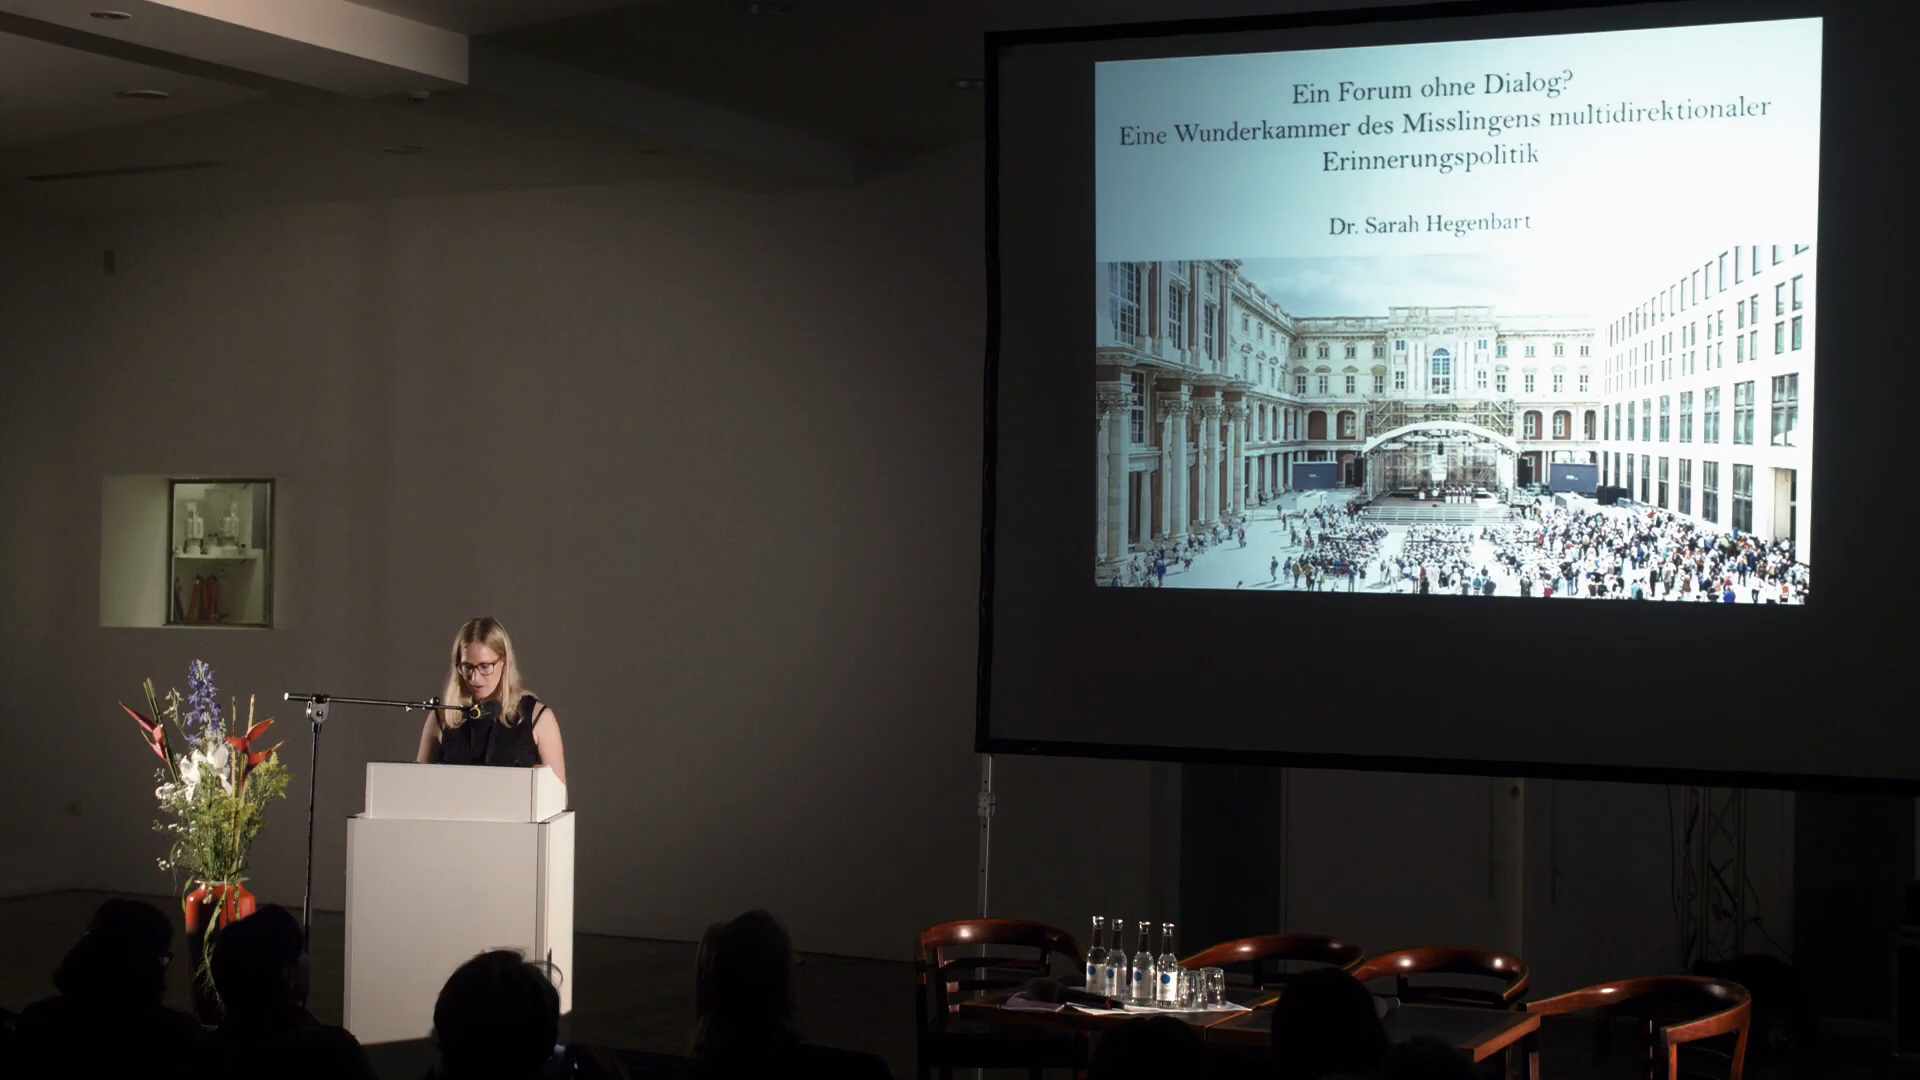 Ein Forum ohne Dialog?
Eine Wunderkammer des Misslingens multidirektionaler
Erinnerungspolitik
Dr. Sarah Hegenbart